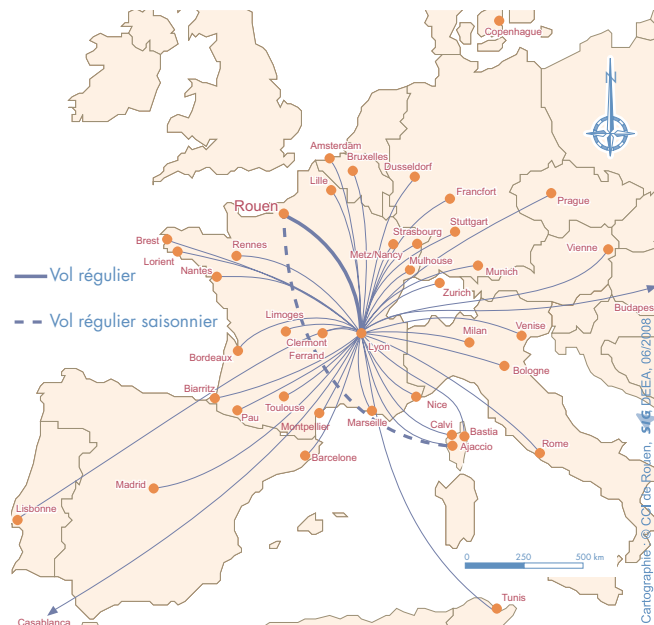 Copenhague
N
Amsterdam
Bruxelles
Dusseldorf
Lille
Francfort
Prague
Rouen
Stuttgart
Strasbourg
Brest
Rennes
Metz/Nancy
Vienne
Lorient
Mulhouse
Nantes
Munich
Vol régulier
Zurich
Budapes
Limoges
Vol régulier saisonnier
Milan
Venise
Clermont
Ferrand
Lyon
Bordeaux
Bologne
Biarritz
Toulouse
Nice
Pau
Montpellier
Marseille
Calvi
Bastia
Ajaccio
Rome
Barcelone
Madrid
Lisbonne
0 250 500 km
Tunis
Casablanca
Cartographie : © CCI de Rouen, SIG DEEA, 06/2008